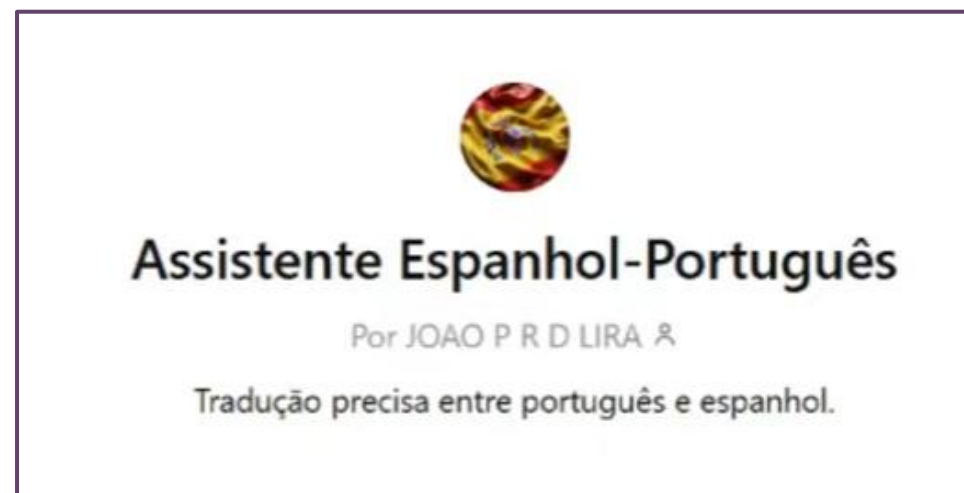 Assistente Espanhol-Português
Por JOAO P R D LIRA
Tradução precisa entre português e espanhol.